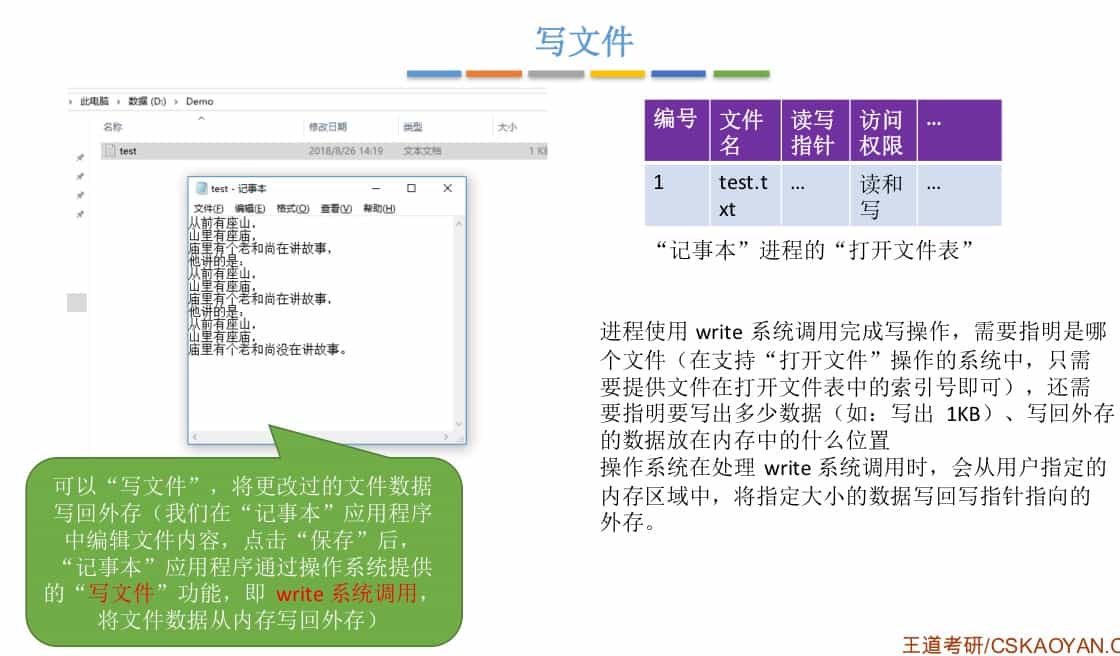 写文件
› 此电脑 › 数据 (D:) › Demo
名称 修改日期 类型 大小
test 2018/8/26 14:19 文本文档 1 KB
test - 记事本
文件(F) 编辑(E) 格式(O) 查看(V) 帮助(H)
从前有座山,
山里有座庙,
庙里有个老和尚在讲故事,
他讲的是:
从前有座山,
山里有座庙,
庙里有个老和尚在讲故事,
他讲的是:
从前有座山,
山里有座庙,
庙里有个老和尚没在讲故事。
可以“写文件”，将更改过的文件数据
写回外存（我们在“记事本”应用程序
中编辑文件内容，点击“保存”后，
“记事本”应用程序通过操作系统提供
的“写文件”功能，即 write 系统调用，
将文件数据从内存写回外存）
编号 文件名 读写指针 访问权限 …
1 test.txt … 读和写 …
“记事本”进程的“打开文件表”
进程使用 write 系统调用完成写操作，需要指明是哪
个文件（在支持“打开文件”操作的系统中，只需
要提供文件在打开文件表中的索引号即可），还需
要指明要写出多少数据（如：写出 1KB）、写回外存
的数据放在内存中的什么位置
操作系统在处理 write 系统调用时，会从用户指定的
内存区域中，将指定大小的数据写回写指针指向的
外存。
王道考研/CSKAOYAN.C